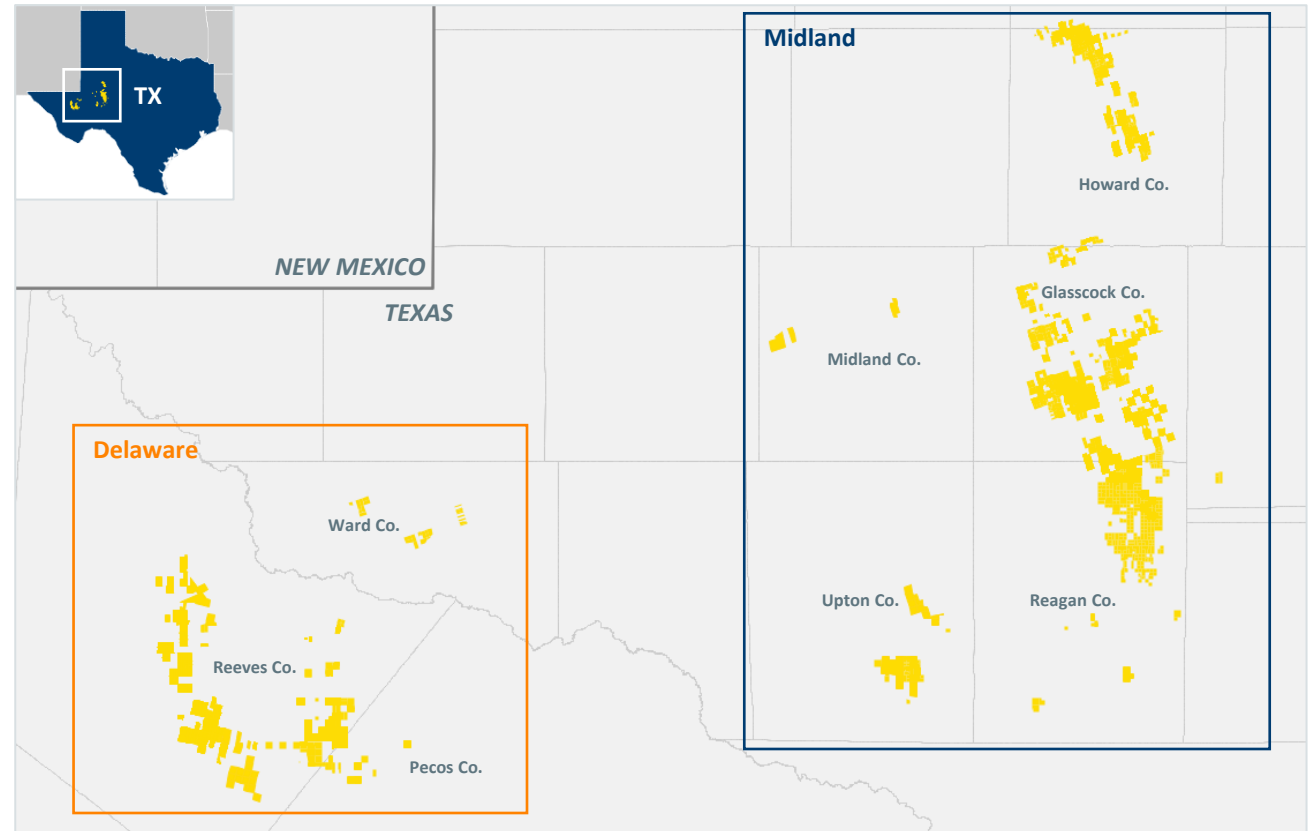 TX
Midland
Howard Co.
NEW MEXICO
Glasscock Co.
TEXAS
Midland Co.
Delaware
Ward Co.
Upton Co.
Reagan Co.
Reeves Co.
Pecos Co.